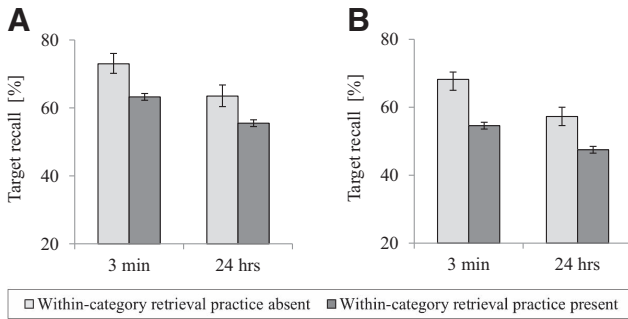 A
Target recall [%]
80
60
40
20
3 min
24 hrs
B
Target recall [%]
80
60
40
20
3 min
24 hrs
Within-category retrieval practice absent
Within-category retrieval practice present